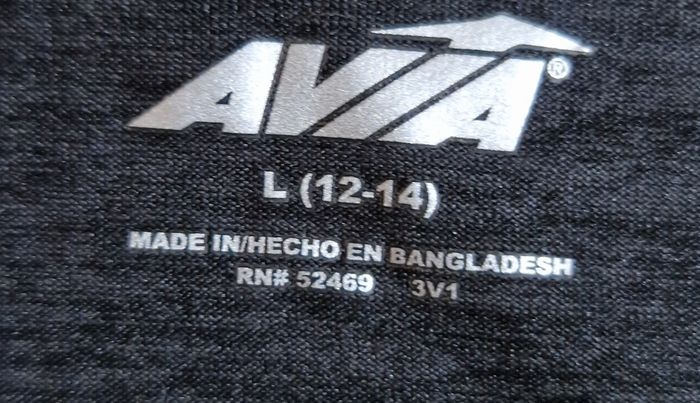 AVIA®
L (12-14)
MADE IN/HECHO EN BANGLADESH
RN# 52469 3V1